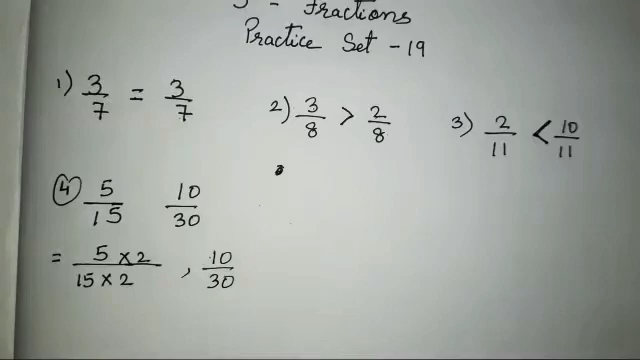 5 - Fractions
Practice Set - 19
1) 3/7 = 3/7
2) 3/8 > 2/8
3) 2/11 < 10/11
④ 5/15 10/30
= 5 × 2/15 × 2 , 10/30